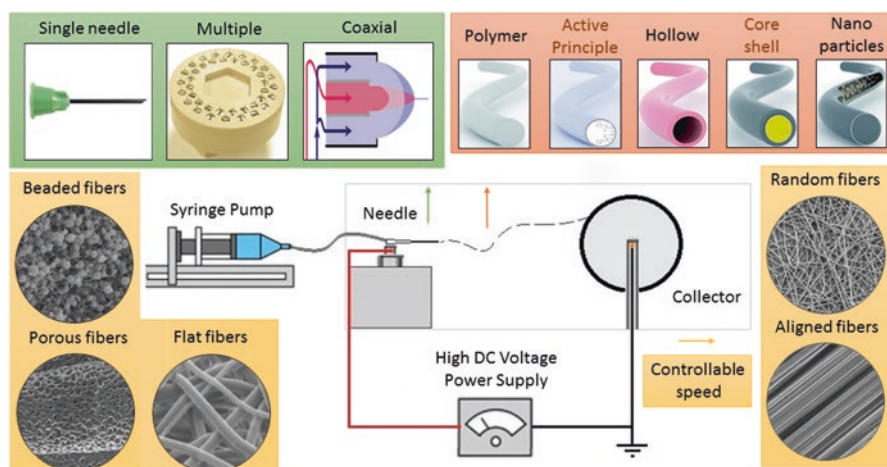 Single needle
Multiple
Coaxial
Polymer
Active
Principle
Hollow
Core
shell
Nano
particles
Beaded fibers
Syringe Pump
Needle
Random fibers
Collector
Porous fibers
Flat fibers
High DC Voltage
Power Supply
Controllable
speed
Aligned fibers